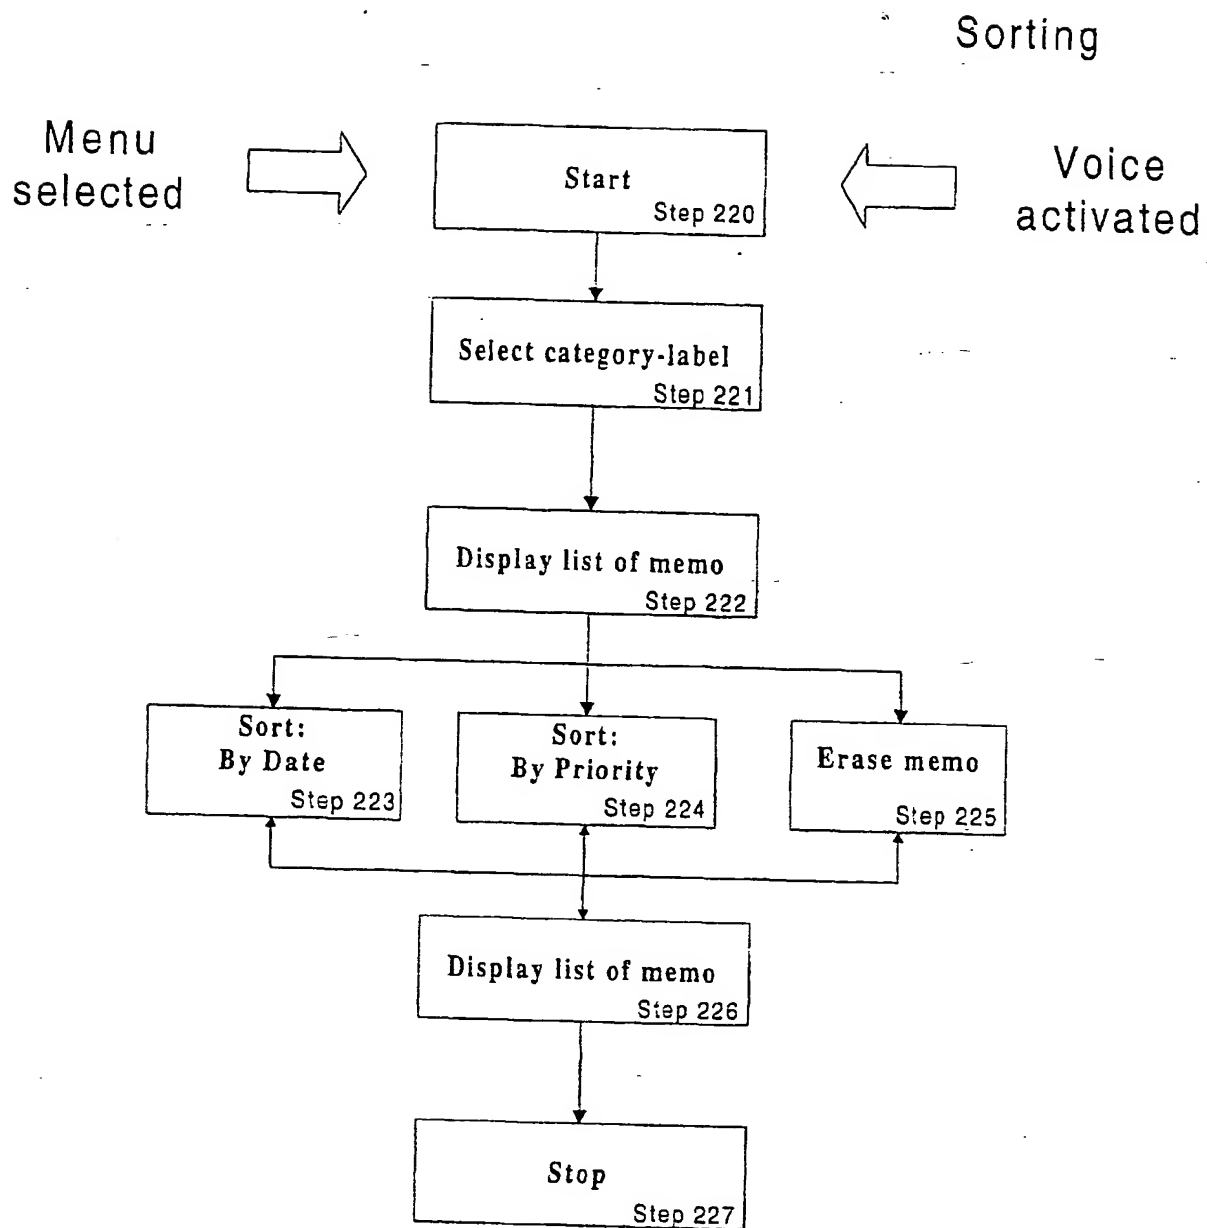 Sorting
Menu
selected
Start
Step 220
Voice
activated
Select category-label
Step 221
Display list of memo
Step 222
Sort:
By Date
Step 223
Sort:
By Priority
Step 224
Erase memo
Step 225
Display list of memo
Step 226
Stop
Step 227